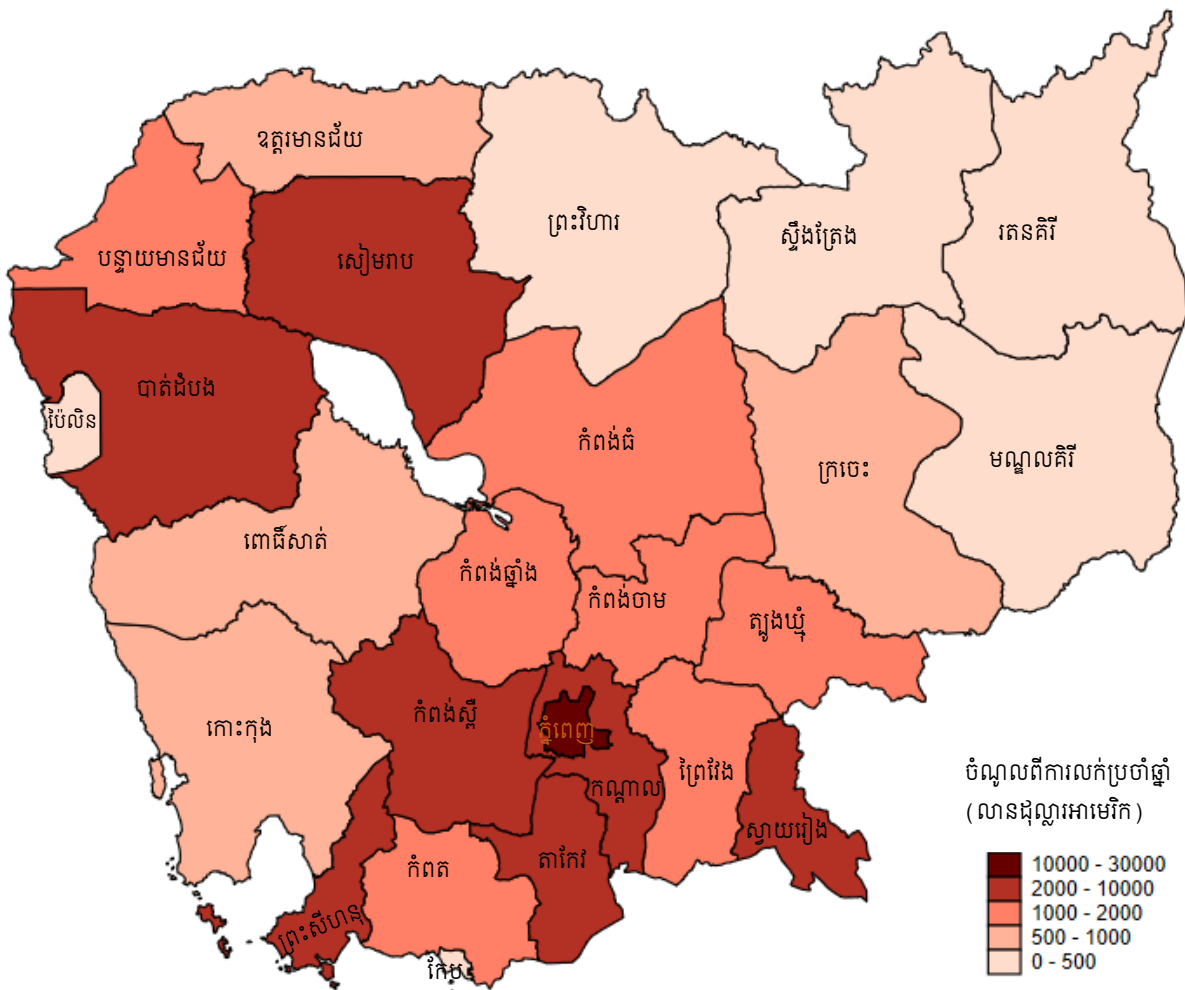 ឧត្តរមានជ័យ
ព្រះវិហារ
ស្ទឹងត្រែង
រតនគិរី
បន្ទាយមានជ័យ
សៀមរាប
បាត់ដំបង
ប៉ៃលិន
កំពង់ធំ
ក្រចេះ
មណ្ឌលគិរី
ពោធិ៍សាត់
កំពង់ឆ្នាំង
កំពង់ចាម
ត្បូងឃ្មុំ
កោះកុង
កំពង់ស្ពឺ
ភ្នំពេញ
កណ្តាល
ព្រៃវែង
ស្វាយរៀង
កំពត
តាកែវ
ព្រះសីហនុ
កែប
ចំណូលពីការលក់ប្រចាំឆ្នាំ
(លានដុល្លារអាមេរិក)
10000 - 30000
2000 - 10000
1000 - 2000
500 - 1000
0 - 500